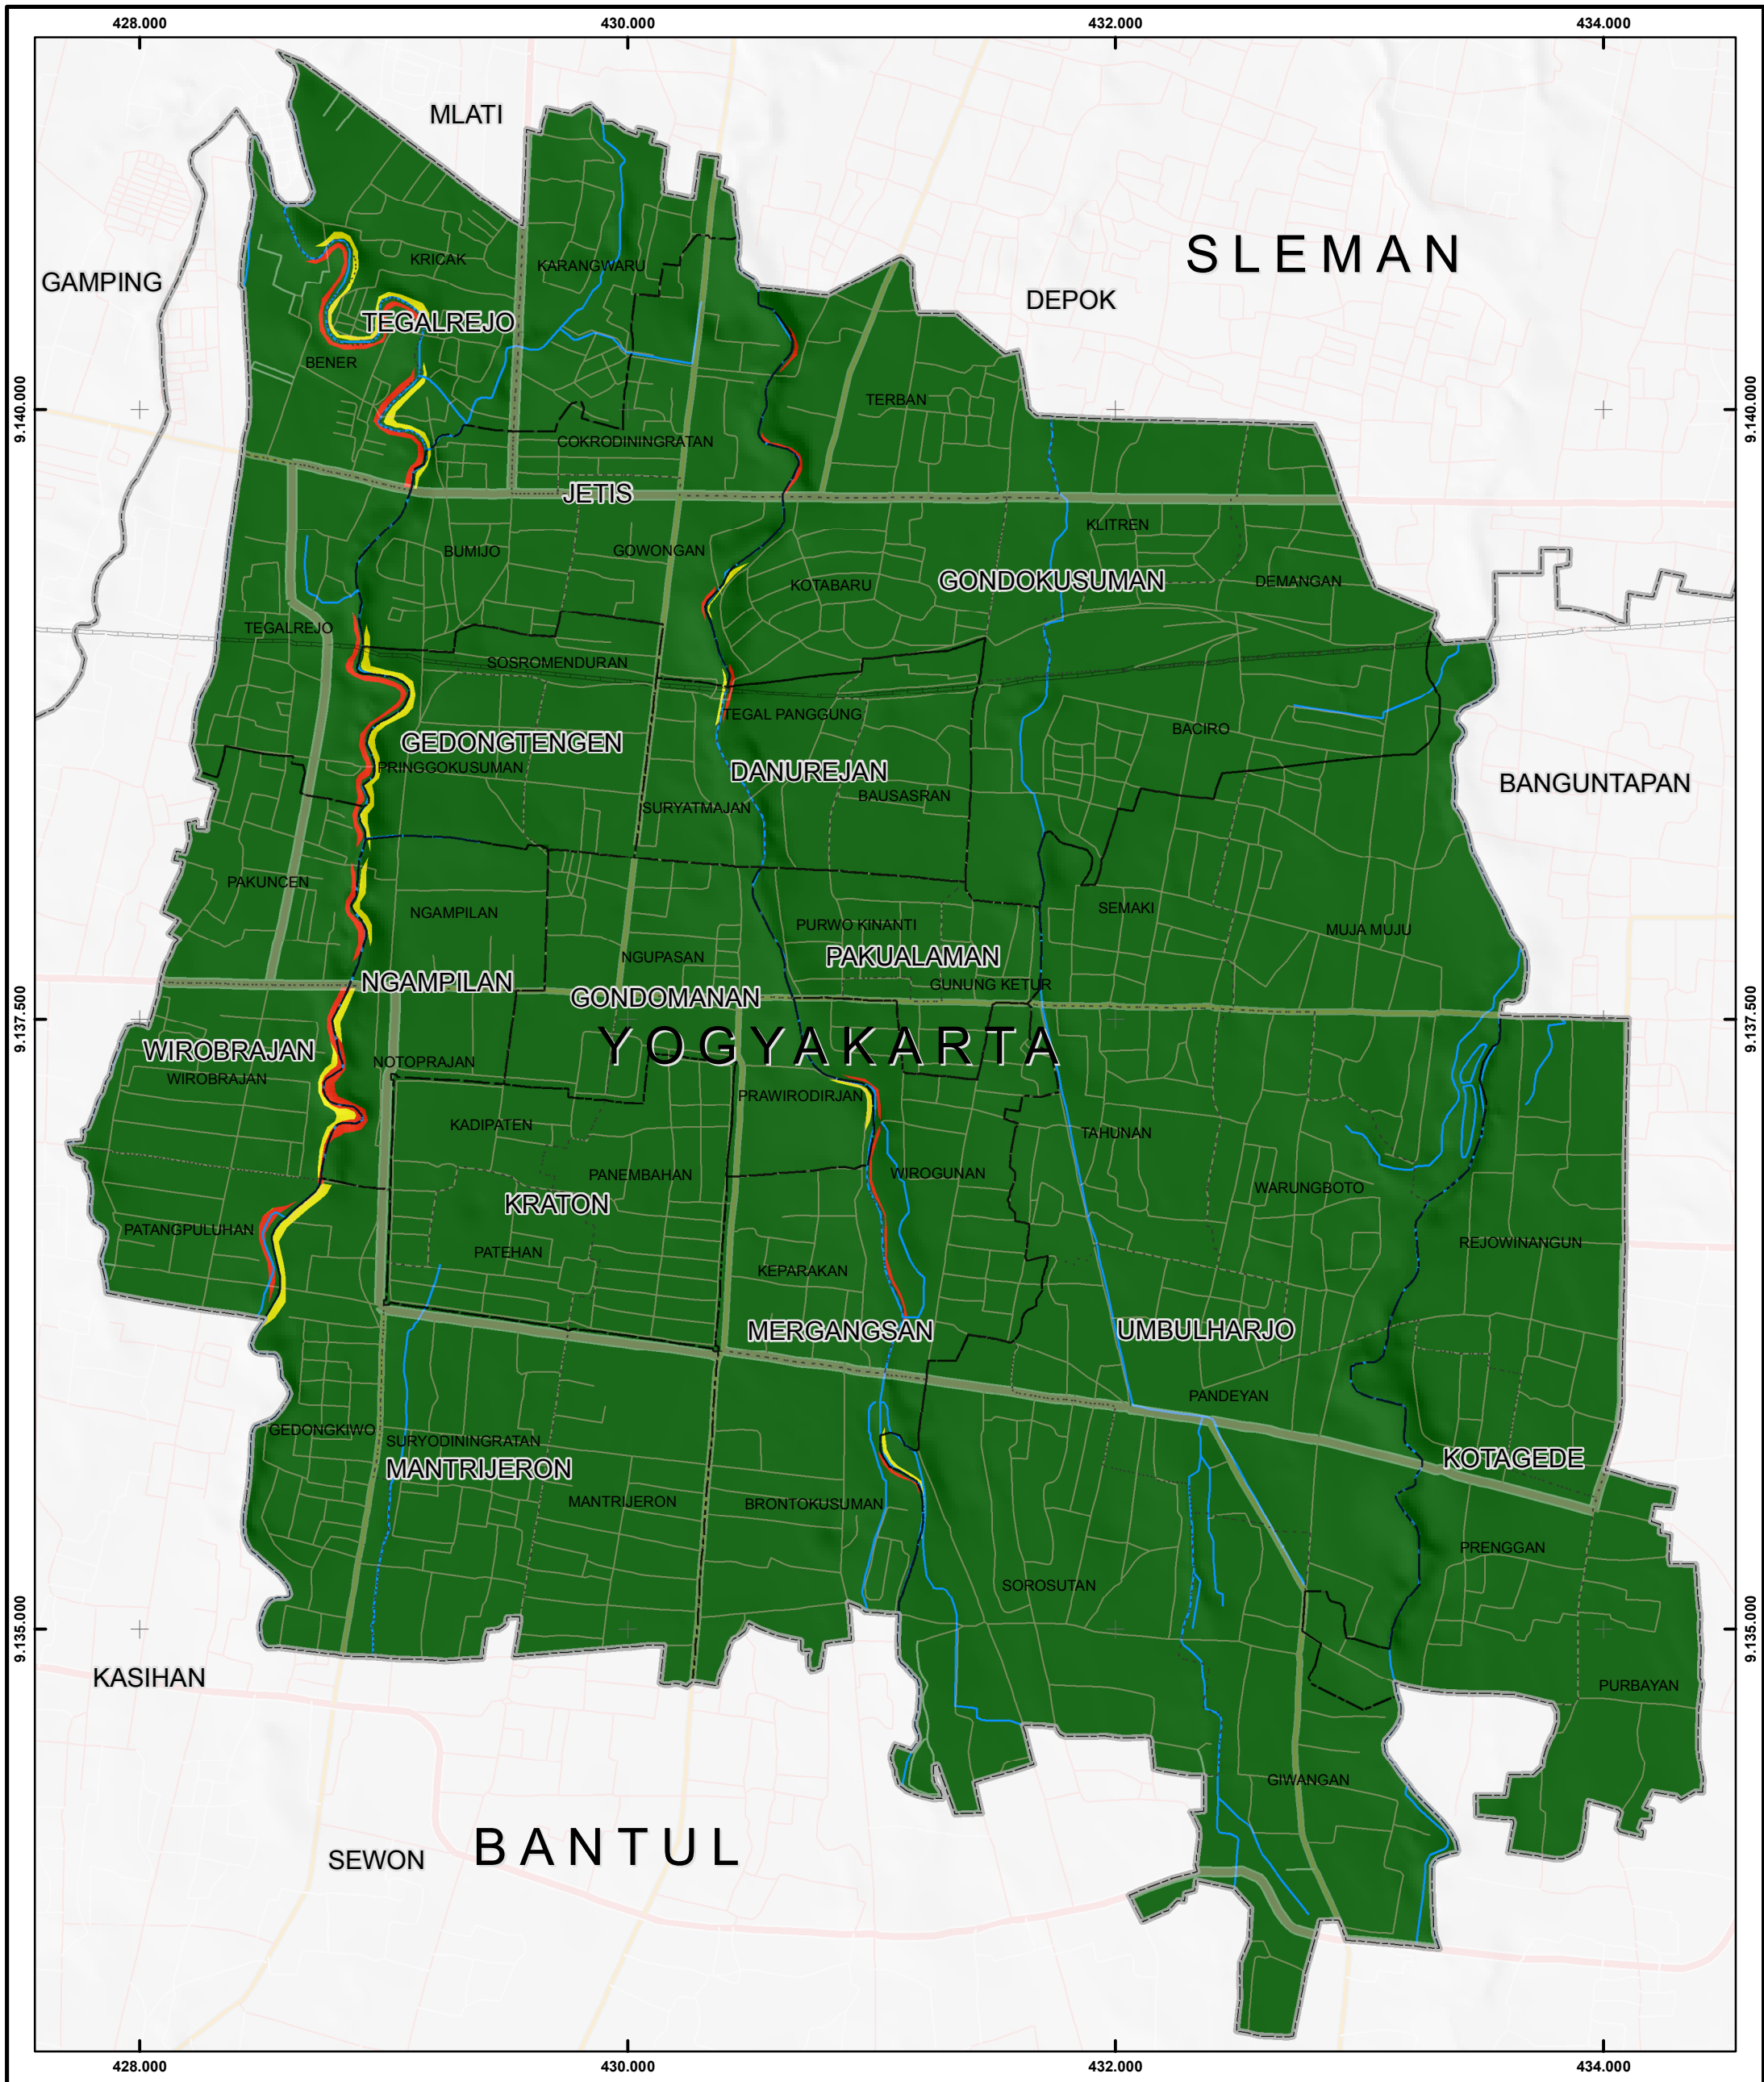 428.000
430.000
432.000
434.000
MLATI
SLEMAN
GAMPING
KRICAK
KARANGWARU
DEPOK
TEGALREJO
BENER
TERBAN
9.140.000
9.140.000
COKRODININGRATAN
JETIS
KLITREN
BUMIJO
GOWONGAN
KOTABARU
GONDOKUSUMAN
DEMANGAN
TEGALREJO
SOSROMENDURAN
TEGAL PANGGUNG
BACIRO
GEDONGTENGEN
PRINGGOKUSUMAN
DANUREJAN
BANGUNTAPAN
BAUSASRAN
SURYATMAJAN
PAKUNCEN
NGAMPILAN
SEMAKI
PURWO KINANTI
MUJA MUJU
NGUPASAN
PAKUALAMAN
NGAMPILAN
GUNUNG KETUR
GONDOMANAN
9.137.500
9.137.500
YOGYAKARTA
WIROBRAJAN
NOTOPRAJAN
WIROBRAJAN
PRAWIRODIRJAN
KADIPATEN
TAHUNAN
PANEMBAHAN
WIROGUNAN
WARUNGBOTO
KRATON
PATANGPULUHAN
REJOWINANGUN
PATEHAN
KEPARAKAN
MERGANGSAN
UMBULHARJO
PANDEYAN
GEDONGKIWO
SURYODININGRATAN
KOTAGEDE
MANTRIJERON
MANTRIJERON
BRONTOKUSUMAN
PRENGGAN
SOROSUTAN
9.135.000
9.135.000
KASIHAN
PURBAYAN
GIWANGAN
BANTUL
SEWON
428.000
430.000
432.000
434.000